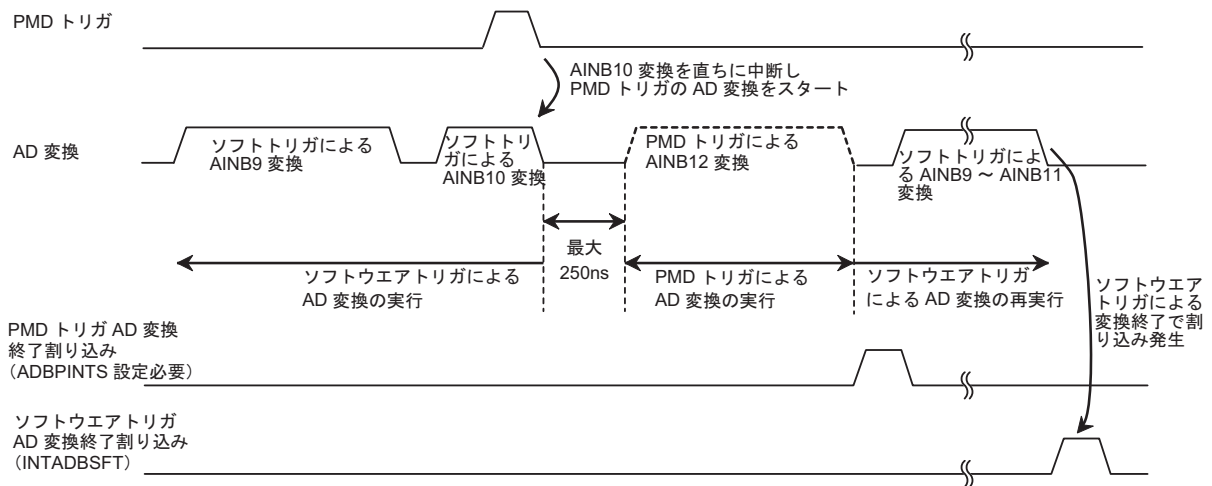 PMD トリガ
AINB10 変換を直ちに中断し
PMD トリガの AD 変換をスタート
AD 変換
ソフトトリガによる
AINB9 変換
ソフトトリ
ガによる
AINB10 変換
PMD トリガによる
AINB12 変換
ソフトトリガによ
る AINB9 ～ AINB11
変換
ソフトウエアトリガによる
AD 変換の実行
最大
250ns
PMD トリガによる
AD 変換の実行
ソフトウエアトリガ
による AD 変換の再実行
ソフトウエア
トリガによる
変換終了で割
り込み発生
PMD トリガ AD 変換
終了割り込み
（ADBPINTS 設定必要）
ソフトウエアトリガ
AD 変換終了割り込み
（INTADBSFT）